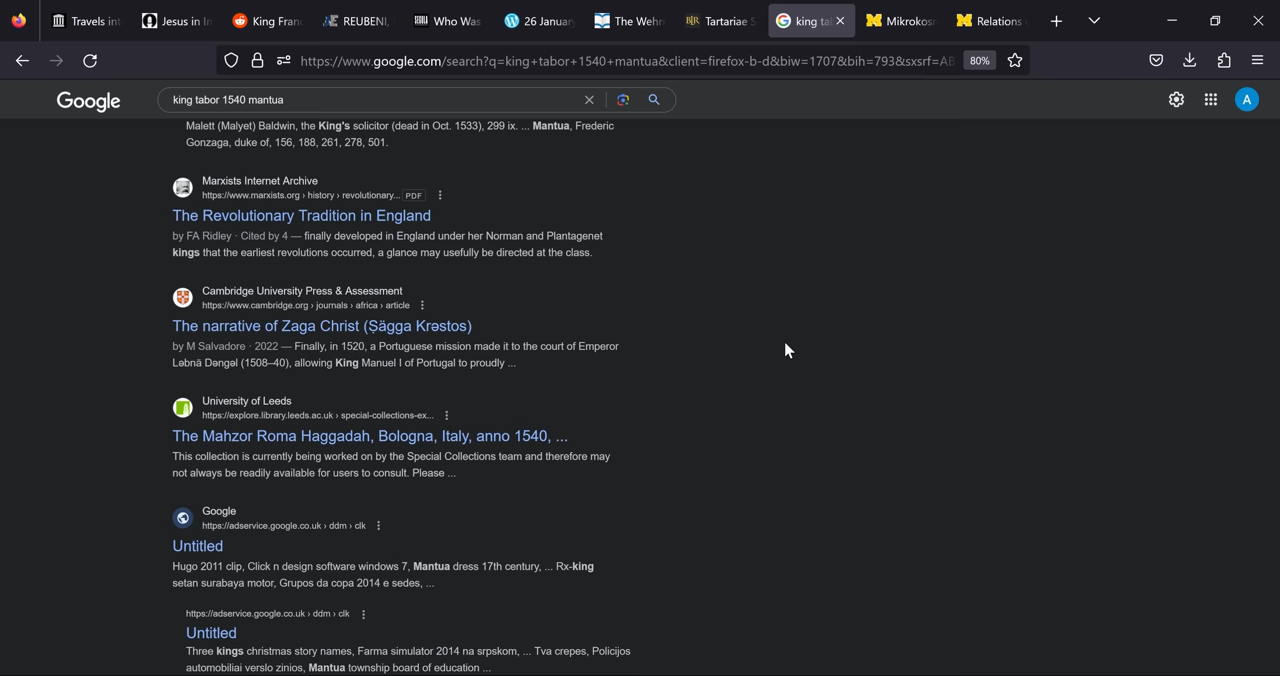 Travels int
Jesus in In
King Franc
REUBENI,
Who Was
26 January
The Wehr
Tartariae S
king tab
Mikrokos
Relations
https://www.google.com/search?q=king+tabor+1540+mantua&client=firefox-b-d&biw=1707&bih=793&sxsrf=AB
80%
Google
king tabor 1540 mantua
A
Malett (Malyet) Baldwin, the King's solicitor (dead in Oct. 1533), 299 ix. ... Mantua, Frederic
Gonzaga, duke of, 156, 188, 261, 278, 501.
Marxists Internet Archive
https://www.marxists.org › history › revolutionary... PDF
The Revolutionary Tradition in England
by FA Ridley · Cited by 4 — finally developed in England under her Norman and Plantagenet
kings that the earliest revolutions occurred, a glance may usefully be directed at the class.
Cambridge University Press & Assessment
https://www.cambridge.org › journals › africa › article
The narrative of Zaga Christ (Ṣägga Krəstos)
by M Salvadore · 2022 — Finally, in 1520, a Portuguese mission made it to the court of Emperor
Ləbnä Dəngəl (1508–40), allowing King Manuel I of Portugal to proudly ...
University of Leeds
https://explore.library.leeds.ac.uk › special-collections-ex...
The Mahzor Roma Haggadah, Bologna, Italy, anno 1540, ...
This collection is currently being worked on by the Special Collections team and therefore may
not always be readily available for users to consult. Please ...
Google
https://adservice.google.co.uk › ddm › clk
Untitled
Hugo 2011 clip, Click n design software windows 7, Mantua dress 17th century, ... Rx-king
setan surabaya motor, Grupos da copa 2014 e sedes, ...
https://adservice.google.co.uk › ddm › clk
Untitled
Three kings christmas story names, Farma simulator 2014 na srpskom, ... Tva crepes, Policijos
automobiliai verslo zinios, Mantua township board of education ...